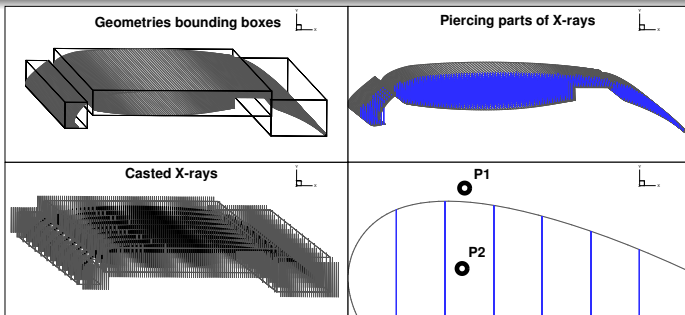 Geometries bounding boxes
Piercing parts of X-rays
Casted X-rays
P1
P2